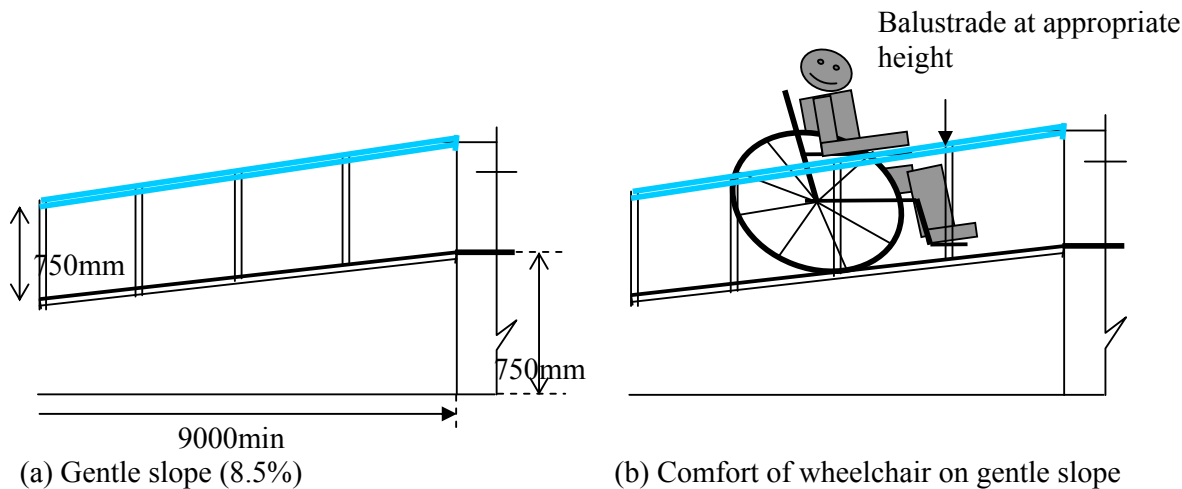 Balustrade at appropriate
height
750mm
750mm
9000min
(a) Gentle slope (8.5%)
(b) Comfort of wheelchair on gentle slope